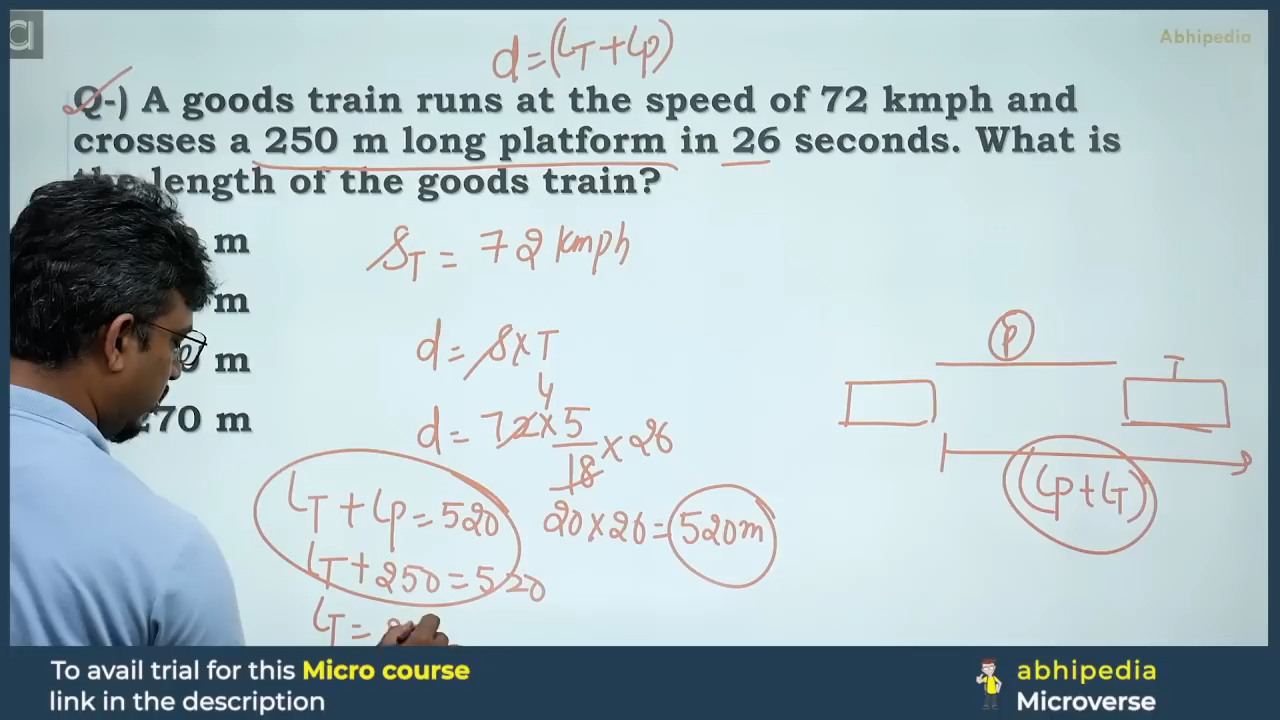 a
Abhipedia
d = (LT + LP)
Q-) A goods train runs at the speed of 72 kmph and
crosses a 250 m long platform in 26 seconds. What is
the length of the goods train?
m
m
m
270 m
ST = 72 kmph
d = S x T
4
d = 72 x 5/18 x 26
20 x 26 = 520m
LT + LP = 520
LT + 250 = 520
LT =
P
T
(LP + LT)
To avail trial for this Micro course
link in the description
abhipedia
Microverse